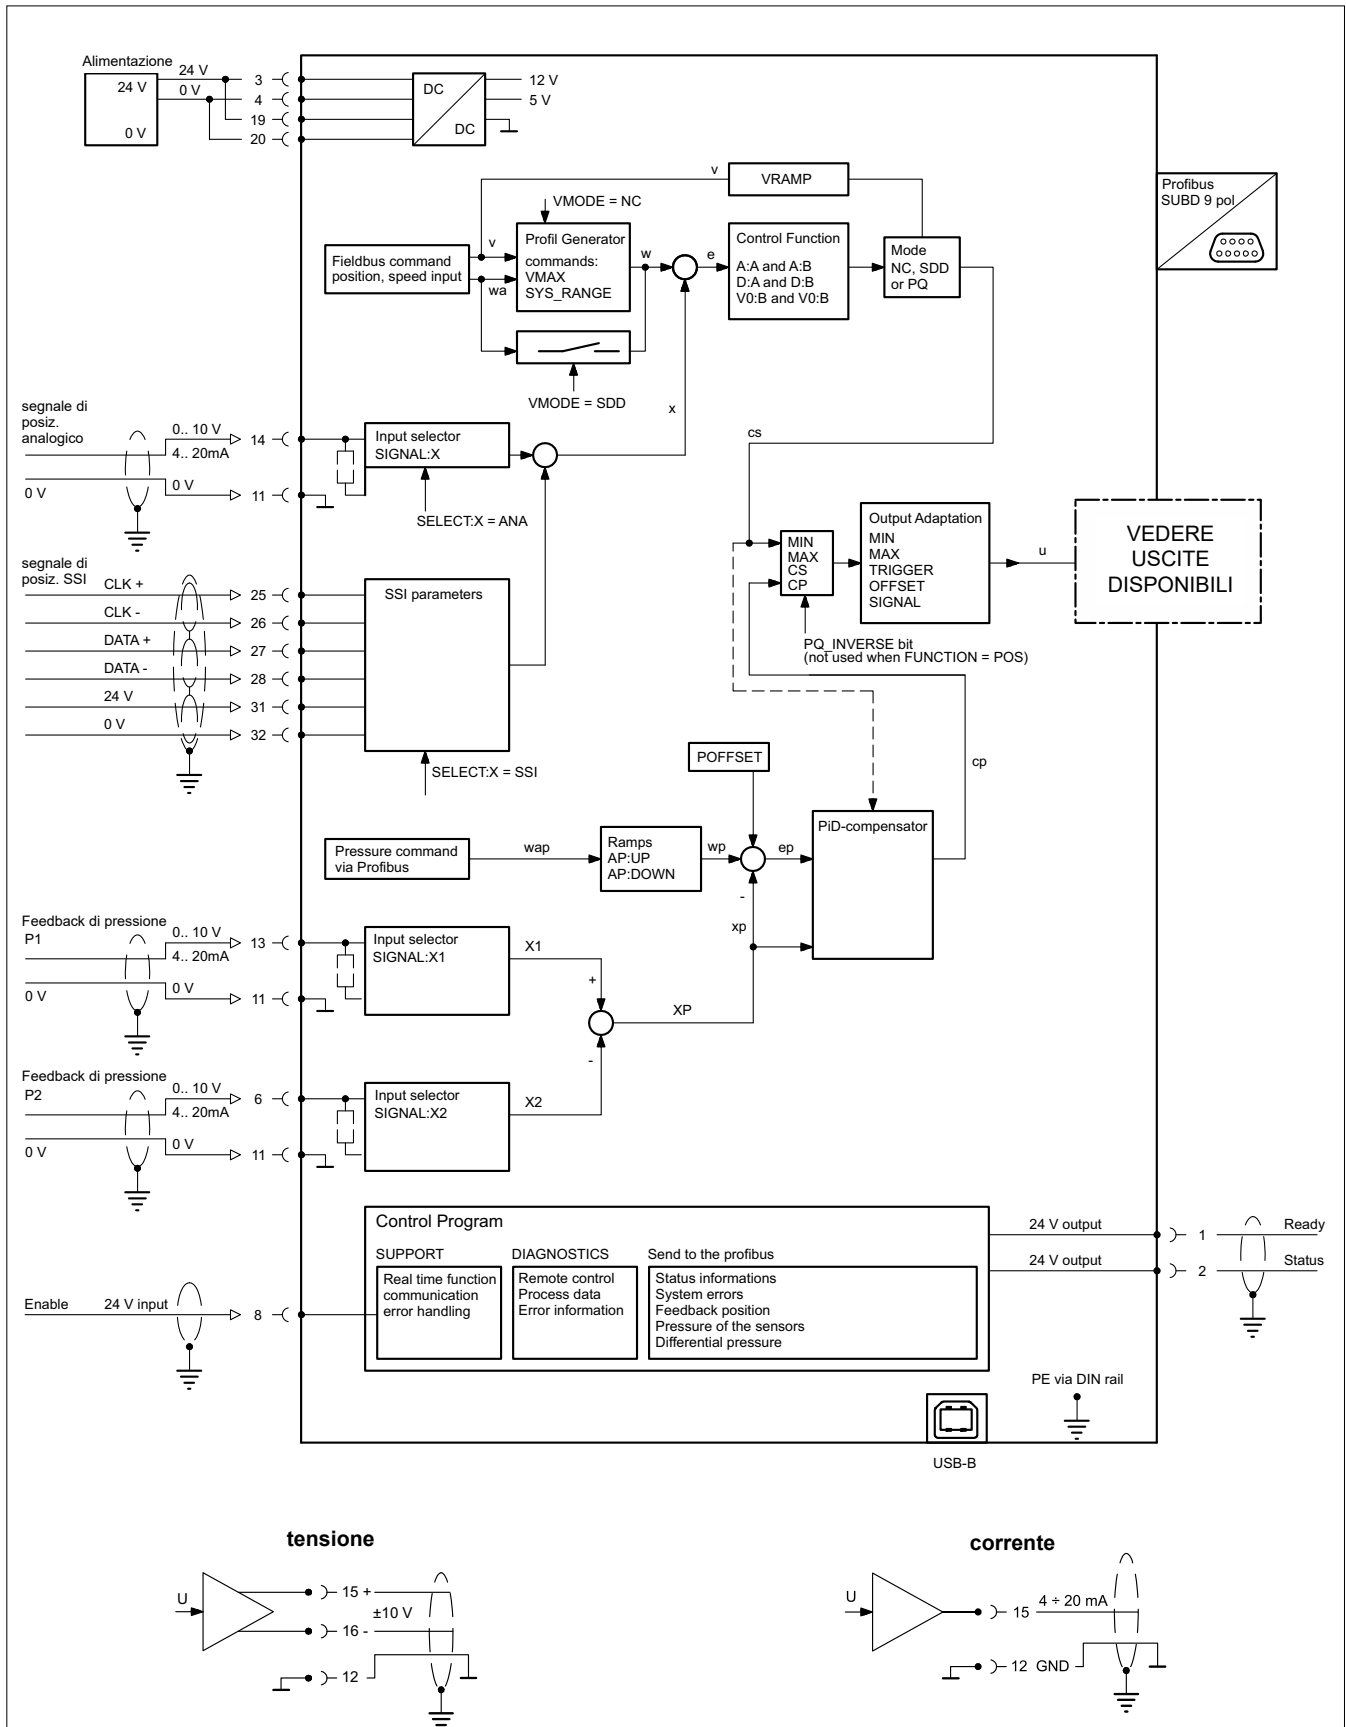 Alimentazione
24 V
0 V
24 V
0 V
3
4
19
20
DC
DC
12 V
5 V
Profibus
SUBD 9 pol
v
VRAMP
VMODE = NC
Fieldbus command
position, speed input
v
wa
Profil Generator
commands:
VMAX
SYS_RANGE
w
e
Control Function
A:A and A:B
D:A and D:B
V0:B and V0:B
Mode
NC, SDD
or PQ
VMODE = SDD
x
cs
segnale di
posiz.
analogico
0 V
0.. 10 V
4.. 20mA
0 V
14
11
Input selector
SIGNAL:X
SELECT:X = ANA
MIN
MAX
CS
CP
Output Adaptation
MIN
MAX
TRIGGER
OFFSET
SIGNAL
u
VEDERE
USCITE
DISPONIBILI
PQ_INVERSE bit
(not used when FUNCTION = POS)
segnale di
posiz. SSI
CLK +
CLK -
DATA +
DATA -
24 V
0 V
25
26
27
28
31
32
SSI parameters
SELECT:X = SSI
POFFSET
cp
Pressure command
via Profibus
wap
Ramps
AP:UP
AP:DOWN
wp
ep
-
xp
PiD-compensator
Feedback di pressione
P1
0 V
0.. 10 V
4.. 20mA
0 V
13
11
Input selector
SIGNAL:X1
X1
+
XP
-
Feedback di pressione
P2
0 V
0.. 10 V
4.. 20mA
0 V
6
11
Input selector
SIGNAL:X2
X2
Control Program
SUPPORT
Real time function
communication
error handling
DIAGNOSTICS
Remote control
Process data
Error information
Send to the profibus
Status informations
System errors
Feedback position
Pressure of the sensors
Differential pressure
24 V output
1
Ready
24 V output
2
Status
Enable
24 V input
8
PE via DIN rail
USB-B
tensione
U
15 +
±10 V
16 -
12
corrente
U
15
4 ÷ 20 mA
12 GND